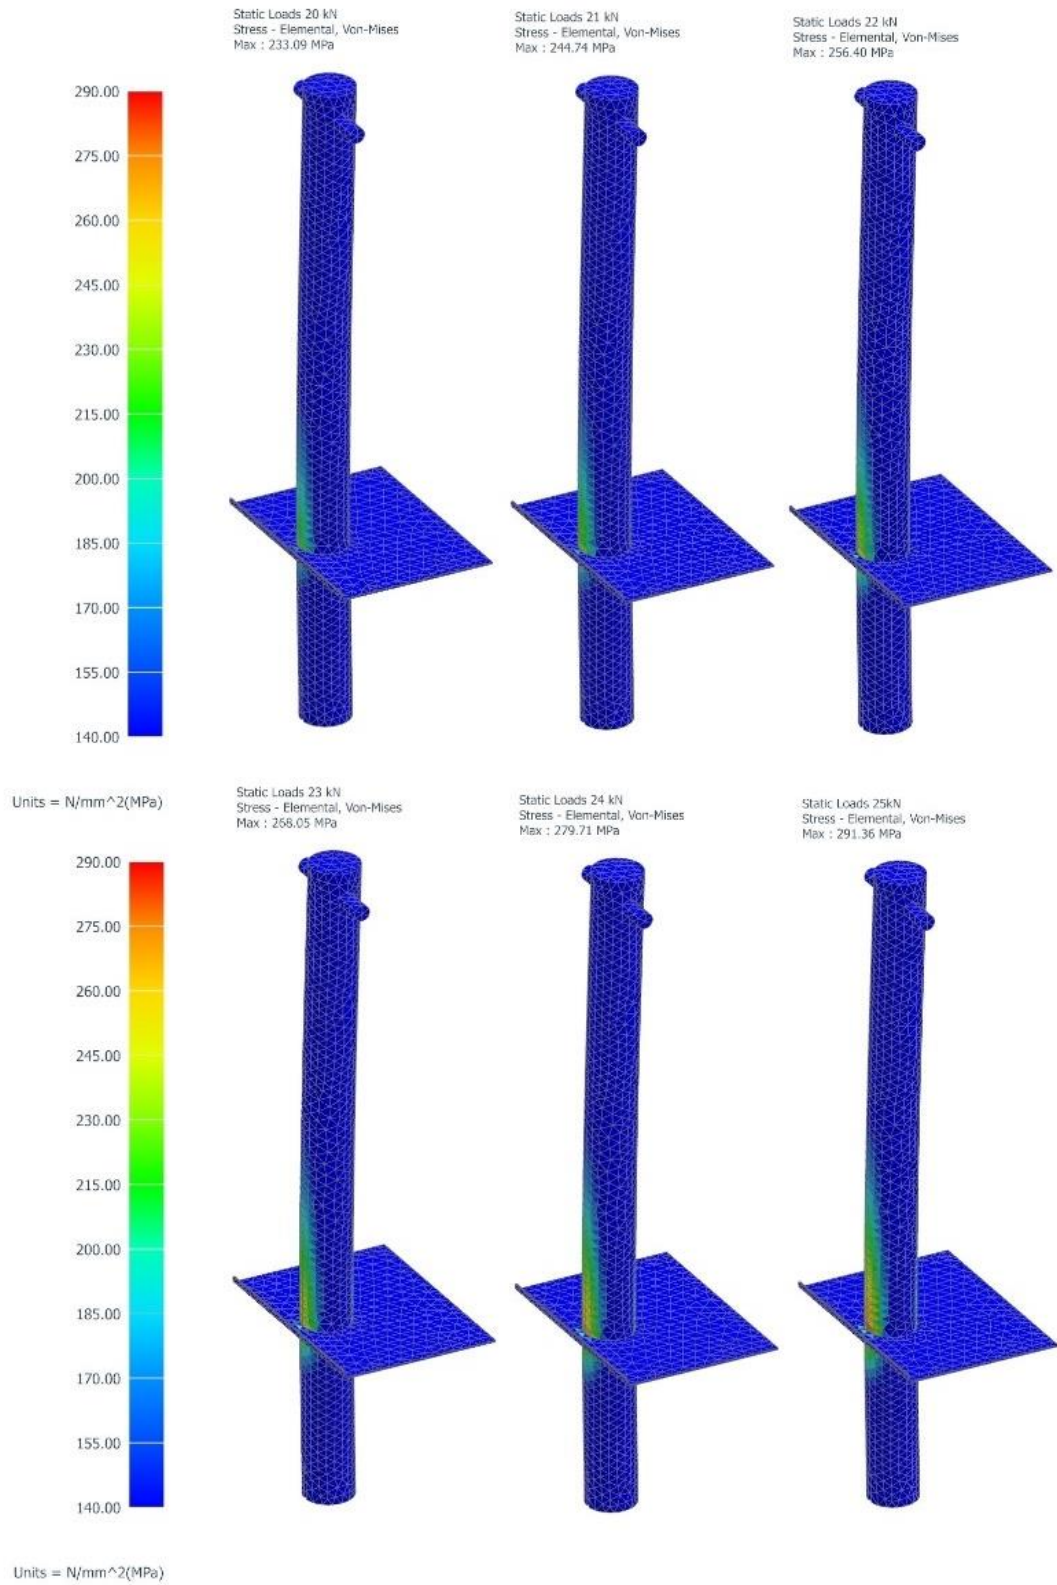 Static Loads 20 kN
Stress - Elemental, Von-Mises
Max : 233.09 MPa
Static Loads 21 kN
Stress - Elemental, Von-Mises
Max : 244.74 MPa
Static Loads 22 kN
Stress - Elemental, Von-Mises
Max : 256.40 MPa
290.00
275.00
260.00
245.00
230.00
215.00
200.00
185.00
170.00
155.00
140.00
Units = N/mm^2(MPa)
Static Loads 23 kN
Stress - Elemental, Von-Mises
Max : 268.05 MPa
Static Loads 24 kN
Stress - Elemental, Von-Mises
Max : 279.71 MPa
Static Loads 25kN
Stress - Elemental, Von-Mises
Max : 291.36 MPa
290.00
275.00
260.00
245.00
230.00
215.00
200.00
185.00
170.00
155.00
140.00
Units = N/mm^2(MPa)